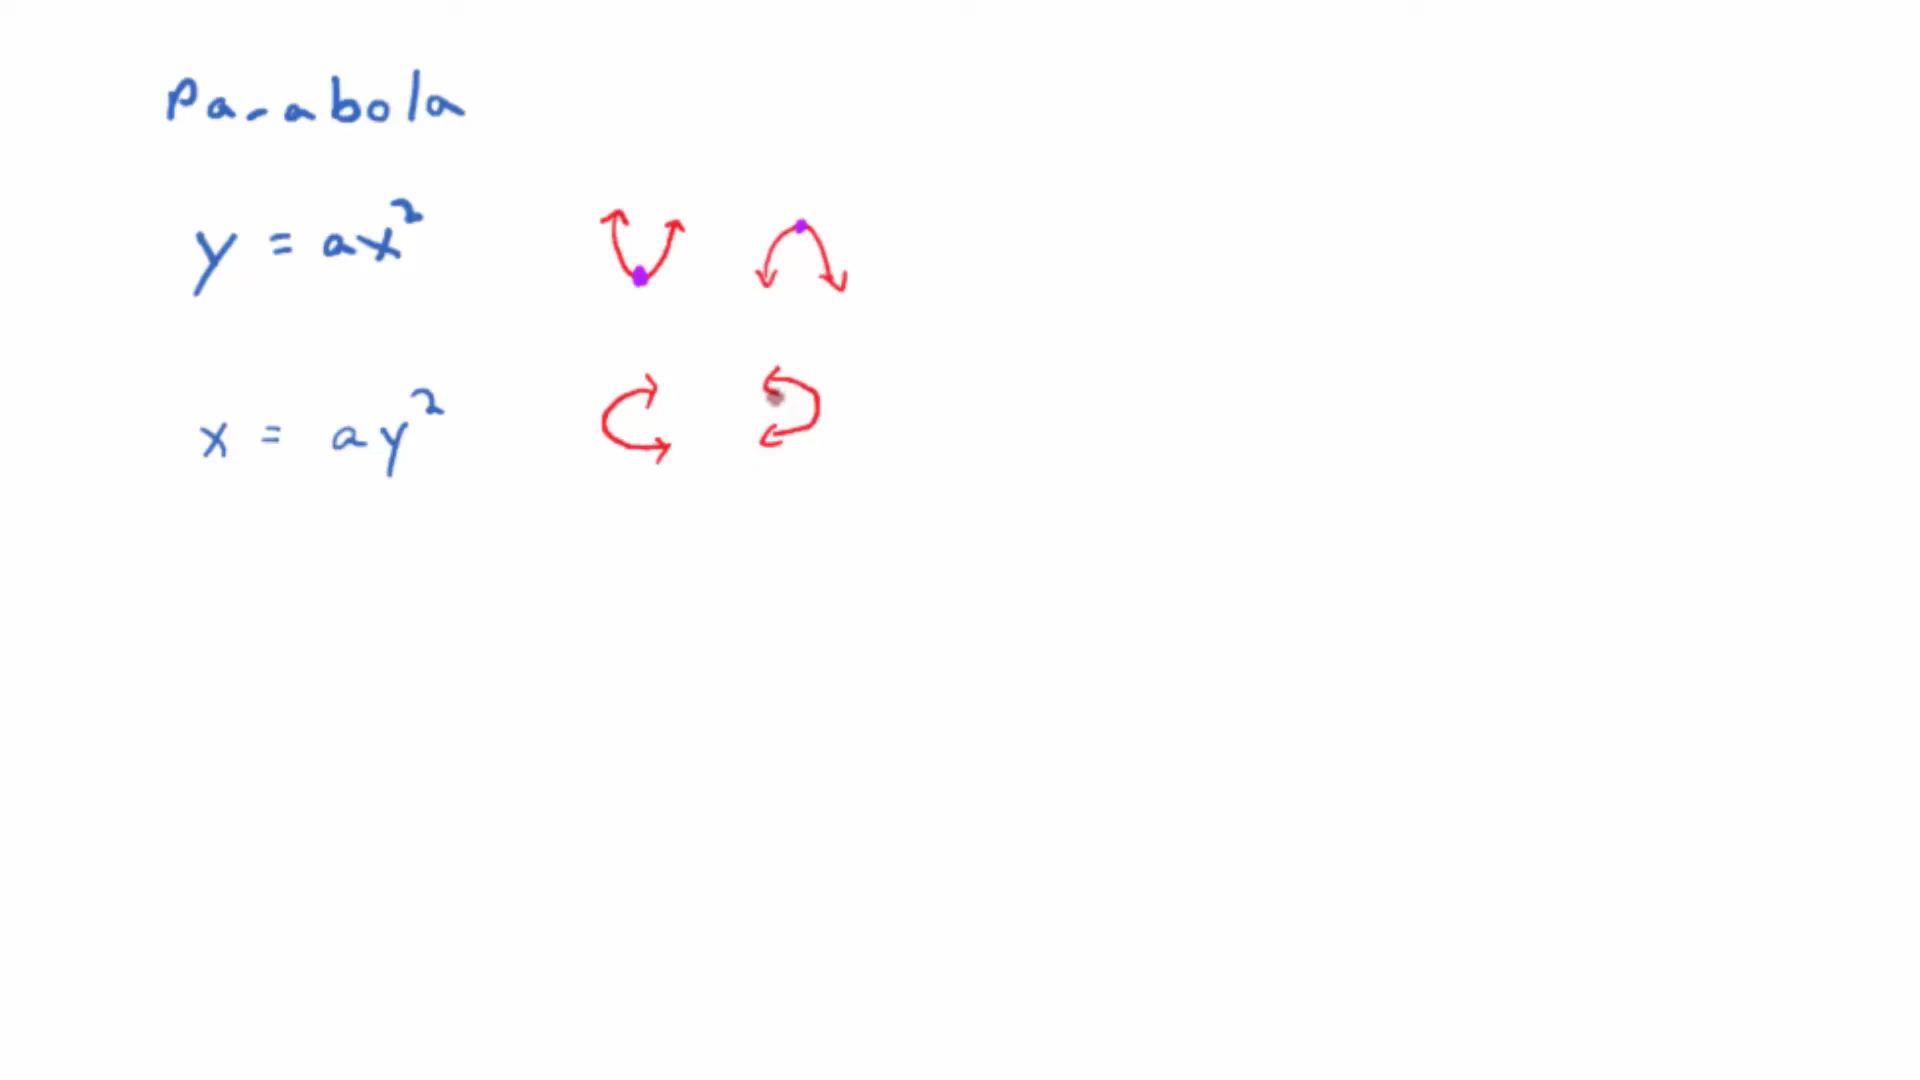 Parabola
y = ax²
x = ay²